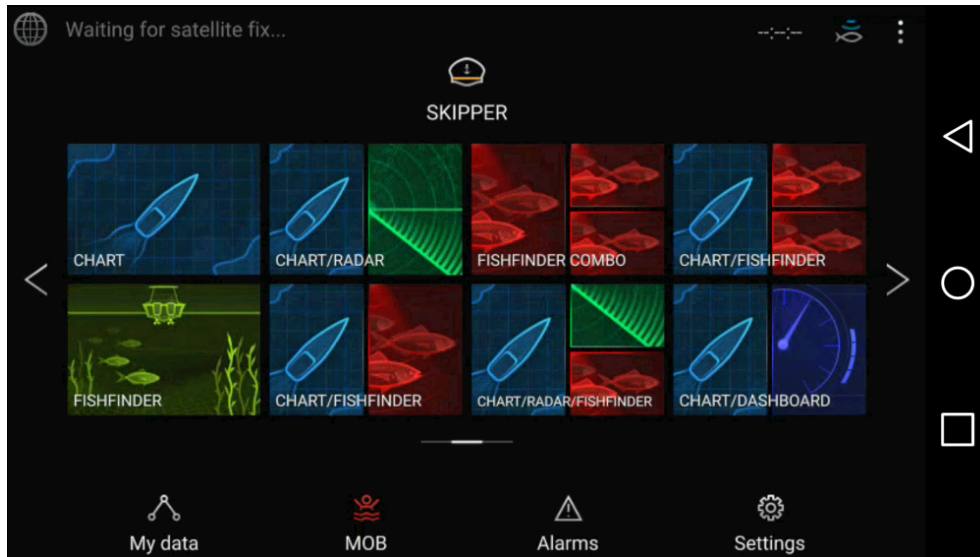 Waiting for satellite fix...
--:--:--
SKIPPER
CHART
CHART/RADAR
FISHFINDER COMBO
CHART/FISHFINDER
FISHFINDER
CHART/FISHFINDER
CHART/RADAR/FISHFINDER
CHART/DASHBOARD
My data
MOB
Alarms
Settings